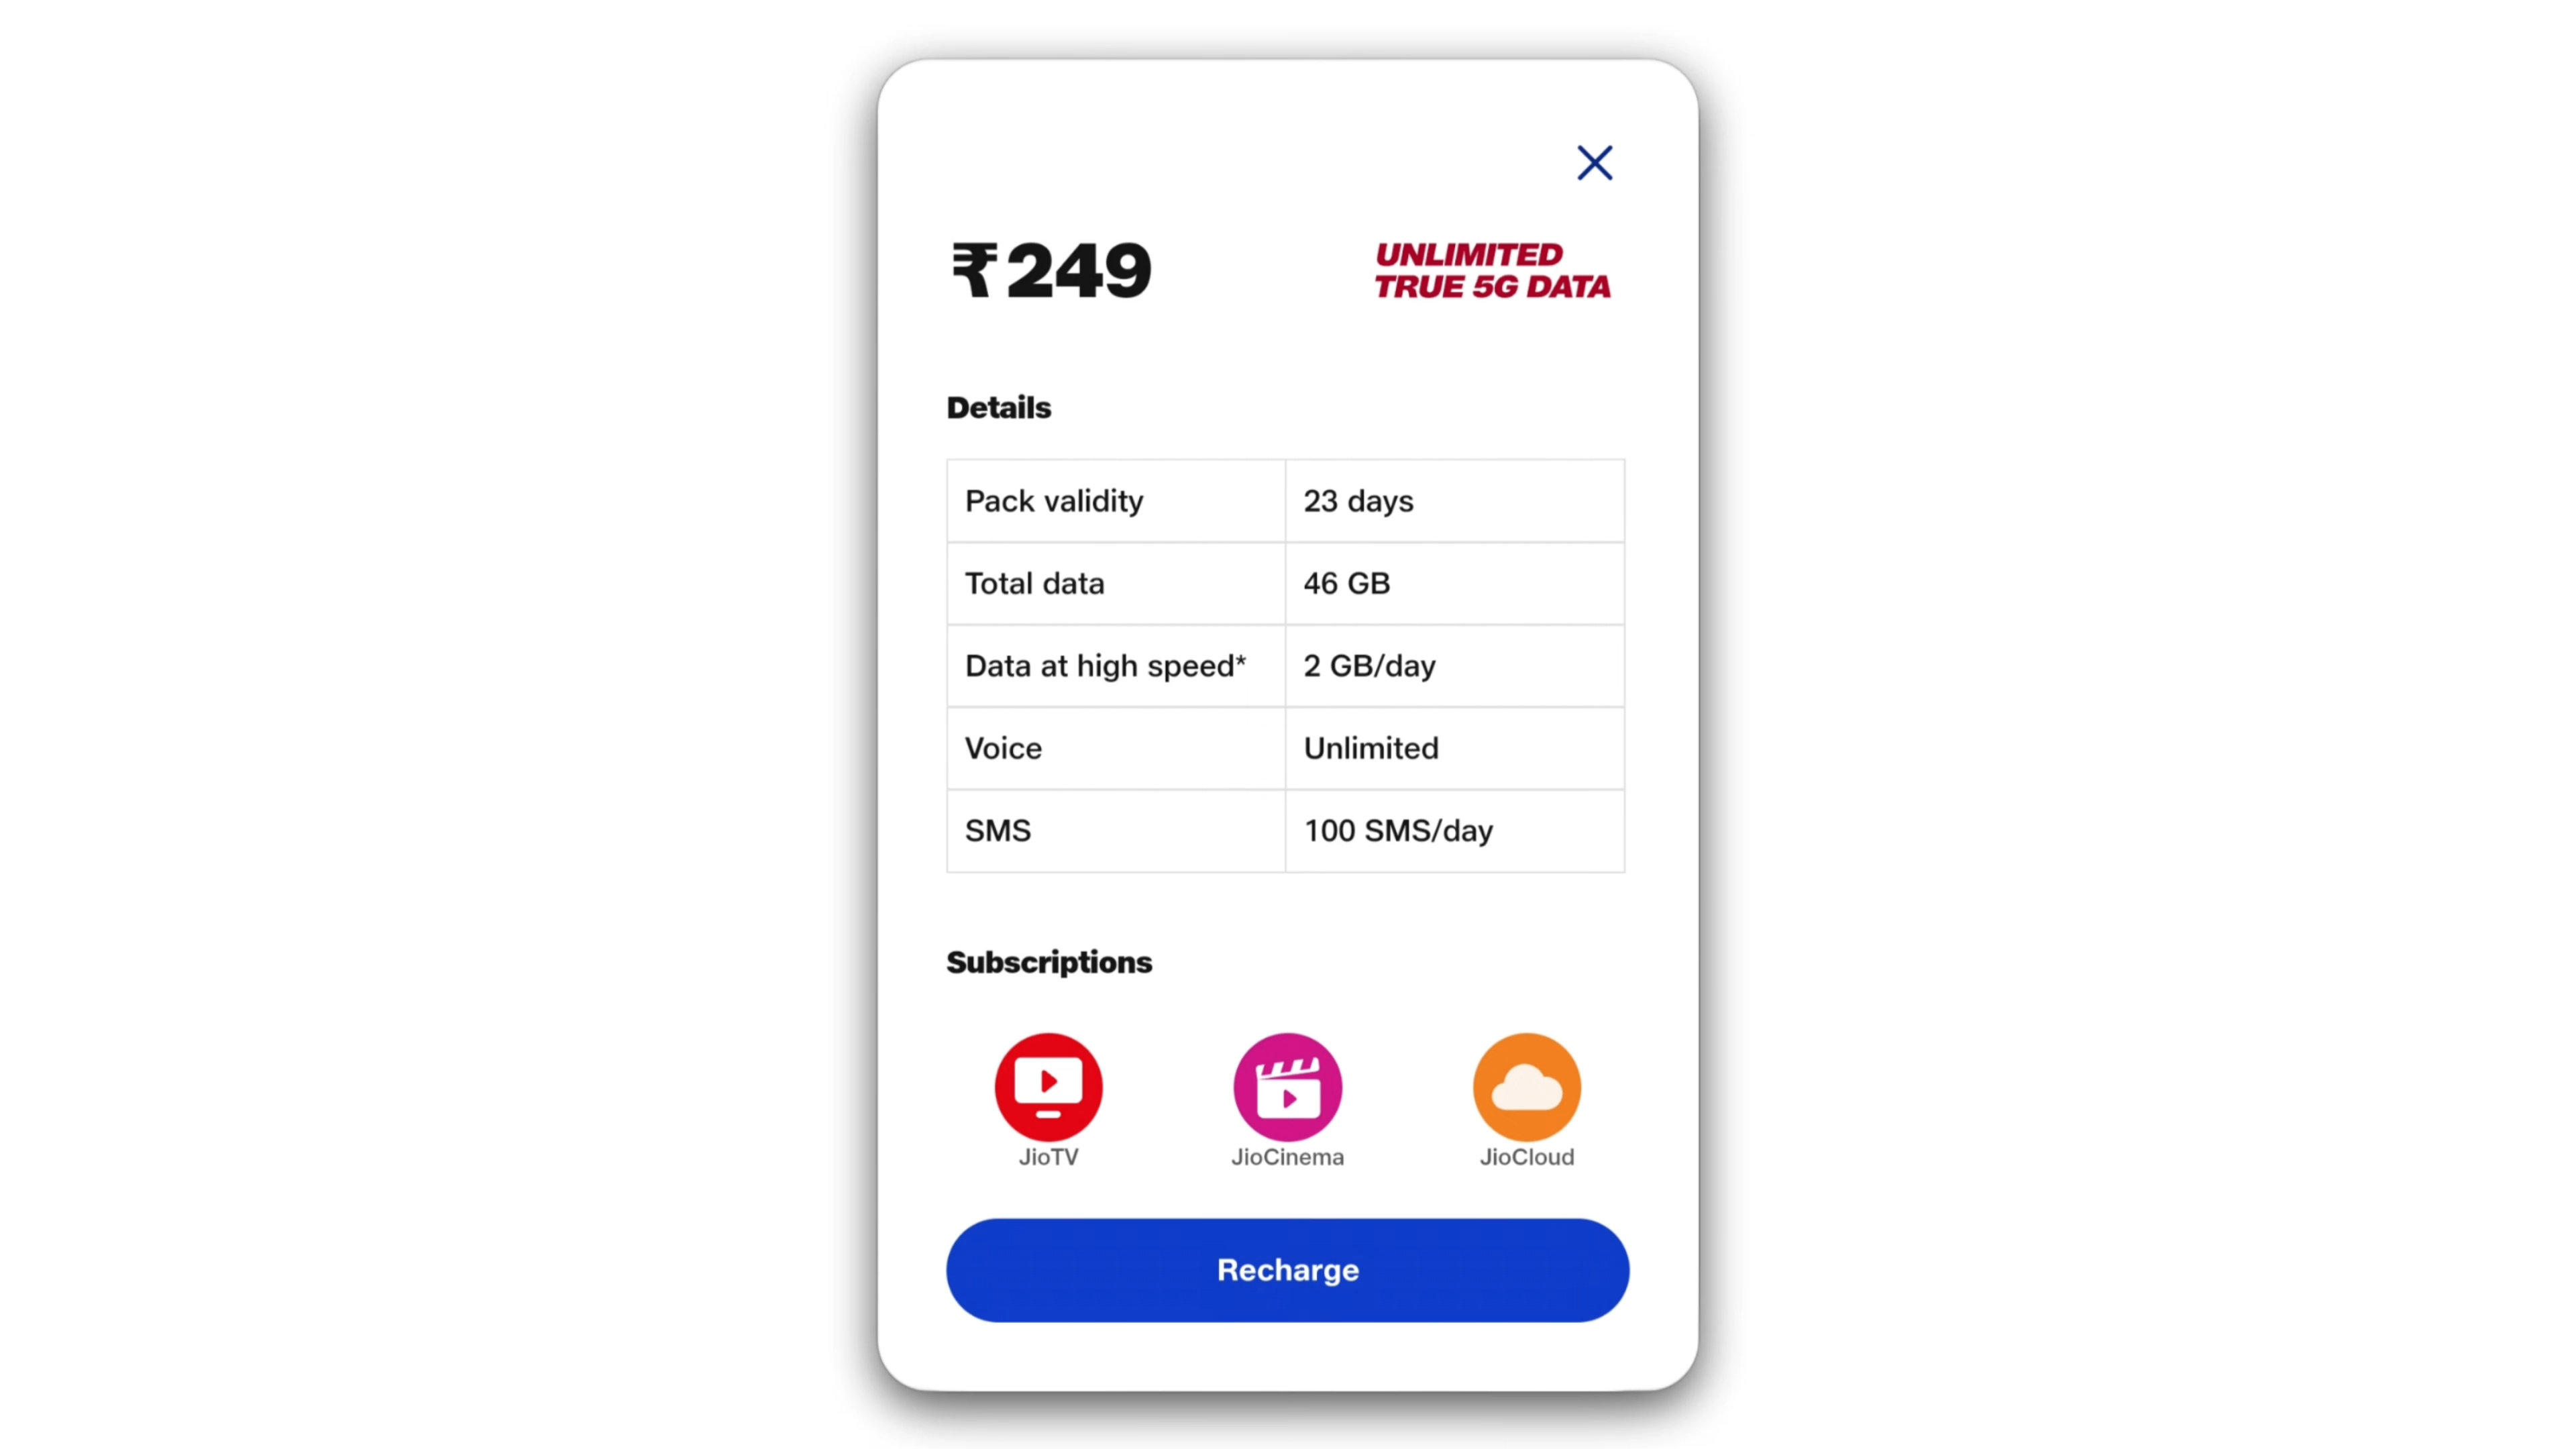 ₹249
UNLIMITED
TRUE 5G DATA
Details
Pack validity 23 days
Total data 46 GB
Data at high speed* 2 GB/day
Voice Unlimited
SMS 100 SMS/day
Subscriptions
JioTV JioCinema JioCloud
Recharge